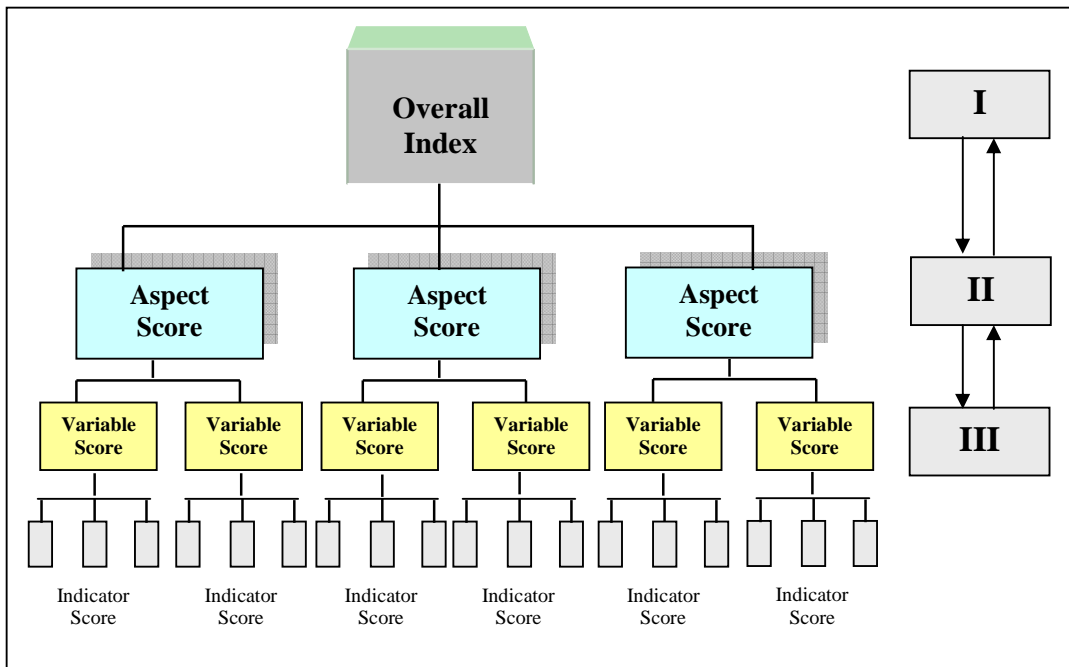 Overall
Index
I
II
III
Aspect
Score
Aspect
Score
Aspect
Score
Variable
Score
Variable
Score
Variable
Score
Variable
Score
Variable
Score
Variable
Score
Indicator
Score
Indicator
Score
Indicator
Score
Indicator
Score
Indicator
Score
Indicator
Score